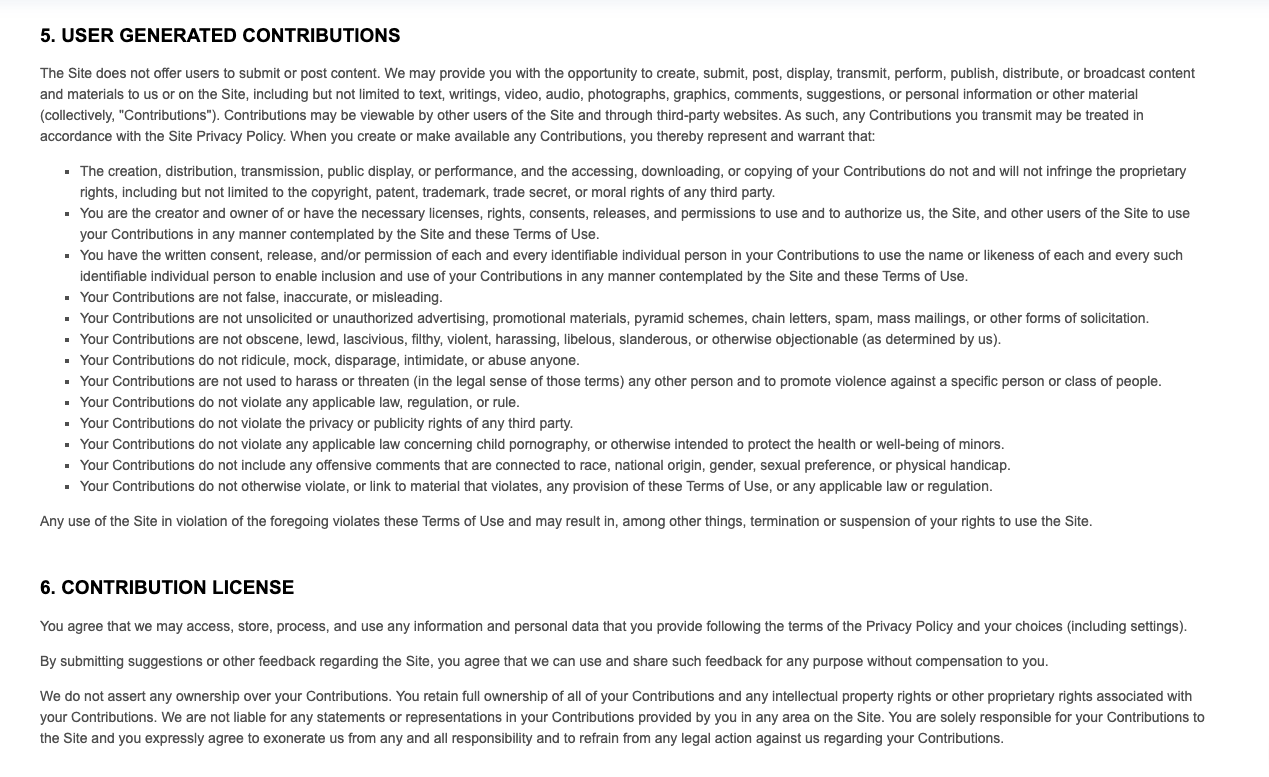 5. USER GENERATED CONTRIBUTIONS
The Site does not offer users to submit or post content. We may provide you with the opportunity to create, submit, post, display, transmit, perform, publish, distribute, or broadcast content
and materials to us or on the Site, including but not limited to text, writings, video, audio, photographs, graphics, comments, suggestions, or personal information or other material
(collectively, "Contributions"). Contributions may be viewable by other users of the Site and through third-party websites. As such, any Contributions you transmit may be treated in
accordance with the Site Privacy Policy. When you create or make available any Contributions, you thereby represent and warrant that:
▪ The creation, distribution, transmission, public display, or performance, and the accessing, downloading, or copying of your Contributions do not and will not infringe the proprietary
rights, including but not limited to the copyright, patent, trademark, trade secret, or moral rights of any third party.
▪ You are the creator and owner of or have the necessary licenses, rights, consents, releases, and permissions to use and to authorize us, the Site, and other users of the Site to use
your Contributions in any manner contemplated by the Site and these Terms of Use.
▪ You have the written consent, release, and/or permission of each and every identifiable individual person in your Contributions to use the name or likeness of each and every such
identifiable individual person to enable inclusion and use of your Contributions in any manner contemplated by the Site and these Terms of Use.
▪ Your Contributions are not false, inaccurate, or misleading.
▪ Your Contributions are not unsolicited or unauthorized advertising, promotional materials, pyramid schemes, chain letters, spam, mass mailings, or other forms of solicitation.
▪ Your Contributions are not obscene, lewd, lascivious, filthy, violent, harassing, libelous, slanderous, or otherwise objectionable (as determined by us).
▪ Your Contributions do not ridicule, mock, disparage, intimidate, or abuse anyone.
▪ Your Contributions are not used to harass or threaten (in the legal sense of those terms) any other person and to promote violence against a specific person or class of people.
▪ Your Contributions do not violate any applicable law, regulation, or rule.
▪ Your Contributions do not violate the privacy or publicity rights of any third party.
▪ Your Contributions do not violate any applicable law concerning child pornography, or otherwise intended to protect the health or well-being of minors.
▪ Your Contributions do not include any offensive comments that are connected to race, national origin, gender, sexual preference, or physical handicap.
▪ Your Contributions do not otherwise violate, or link to material that violates, any provision of these Terms of Use, or any applicable law or regulation.
Any use of the Site in violation of the foregoing violates these Terms of Use and may result in, among other things, termination or suspension of your rights to use the Site.
6. CONTRIBUTION LICENSE
You agree that we may access, store, process, and use any information and personal data that you provide following the terms of the Privacy Policy and your choices (including settings).
By submitting suggestions or other feedback regarding the Site, you agree that we can use and share such feedback for any purpose without compensation to you.
We do not assert any ownership over your Contributions. You retain full ownership of all of your Contributions and any intellectual property rights or other proprietary rights associated with
your Contributions. We are not liable for any statements or representations in your Contributions provided by you in any area on the Site. You are solely responsible for your Contributions to
the Site and you expressly agree to exonerate us from any and all responsibility and to refrain from any legal action against us regarding your Contributions.